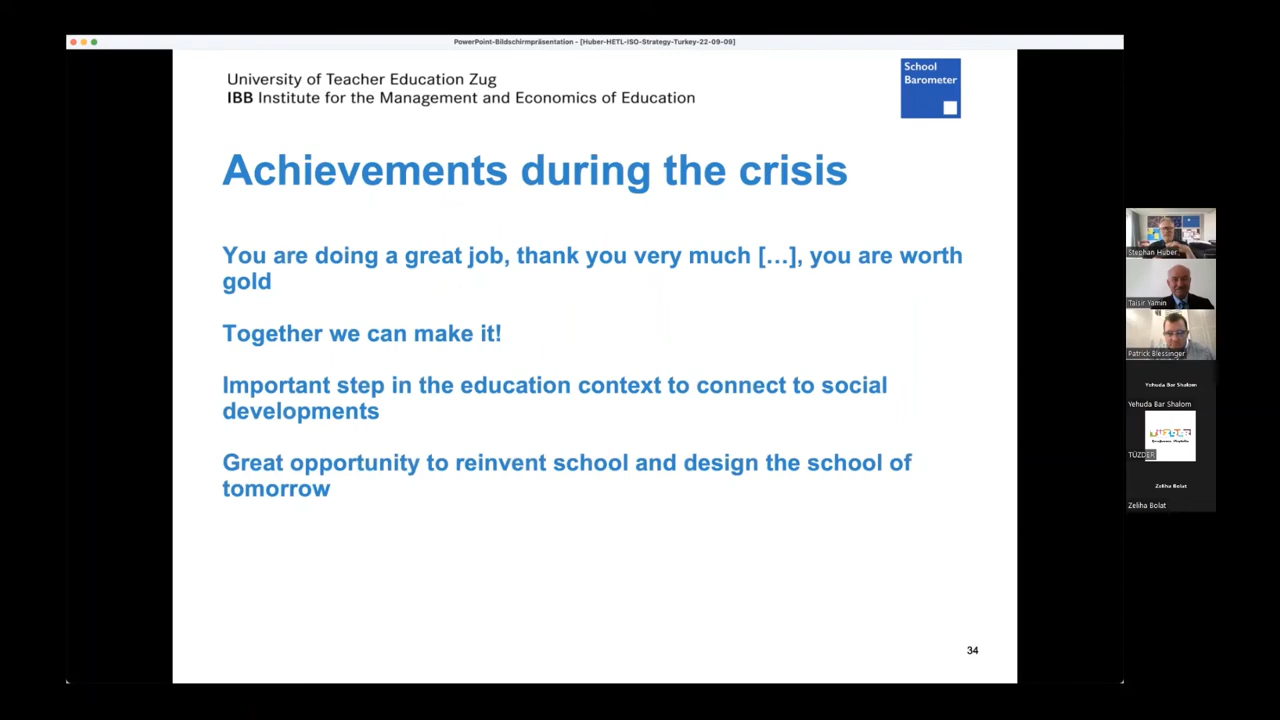 PowerPoint-Bildschirmpräsentation - [Huber-HETL-ISO-Strategy-Turkey-22-09-09]
University of Teacher Education Zug
IBB Institute for the Management and Economics of Education
School
Barometer
Achievements during the crisis
You are doing a great job, thank you very much [...], you are worth
gold
Together we can make it!
Important step in the education context to connect to social
developments
Great opportunity to reinvent school and design the school of
tomorrow
34
Stephan Huber
Taisir Yamin
Patrick Blessinger
Yehuda Bar Shalom
Yehuda Bar Shalom
TÜZDER
Zeliha Bolat
Zeliha Bolat